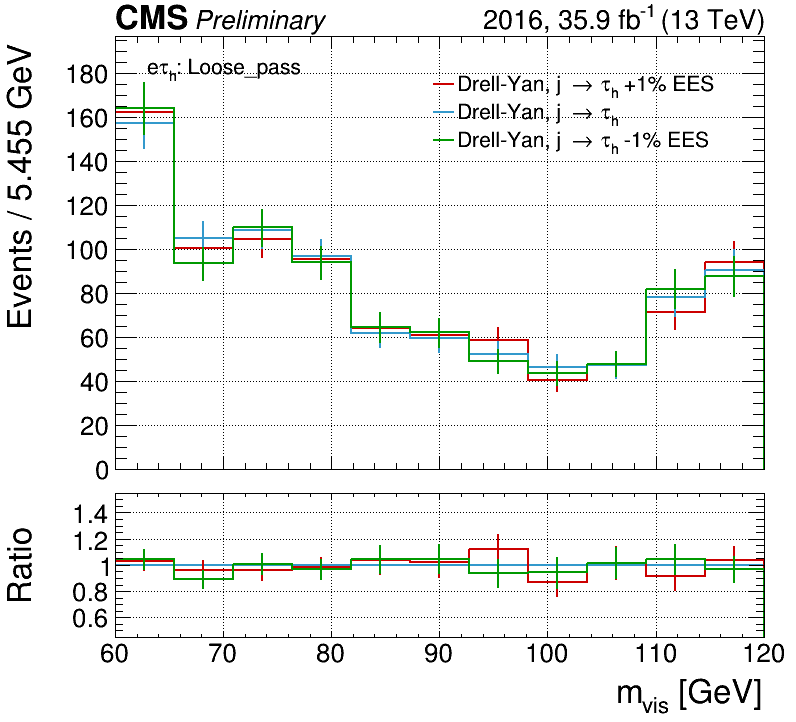 CMS Preliminary 2016, 35.9 fb⁻¹ (13 TeV)
eτₕ: Loose_pass
Drell-Yan, j → τₕ +1% EES
Drell-Yan, j → τₕ
Drell-Yan, j → τₕ -1% EES
Events / 5.455 GeV
180
160
140
120
100
80
60
40
20
0
Ratio
1.4
1.2
1
0.8
0.6
60 70 80 90 100 110 120
m_vis [GeV]